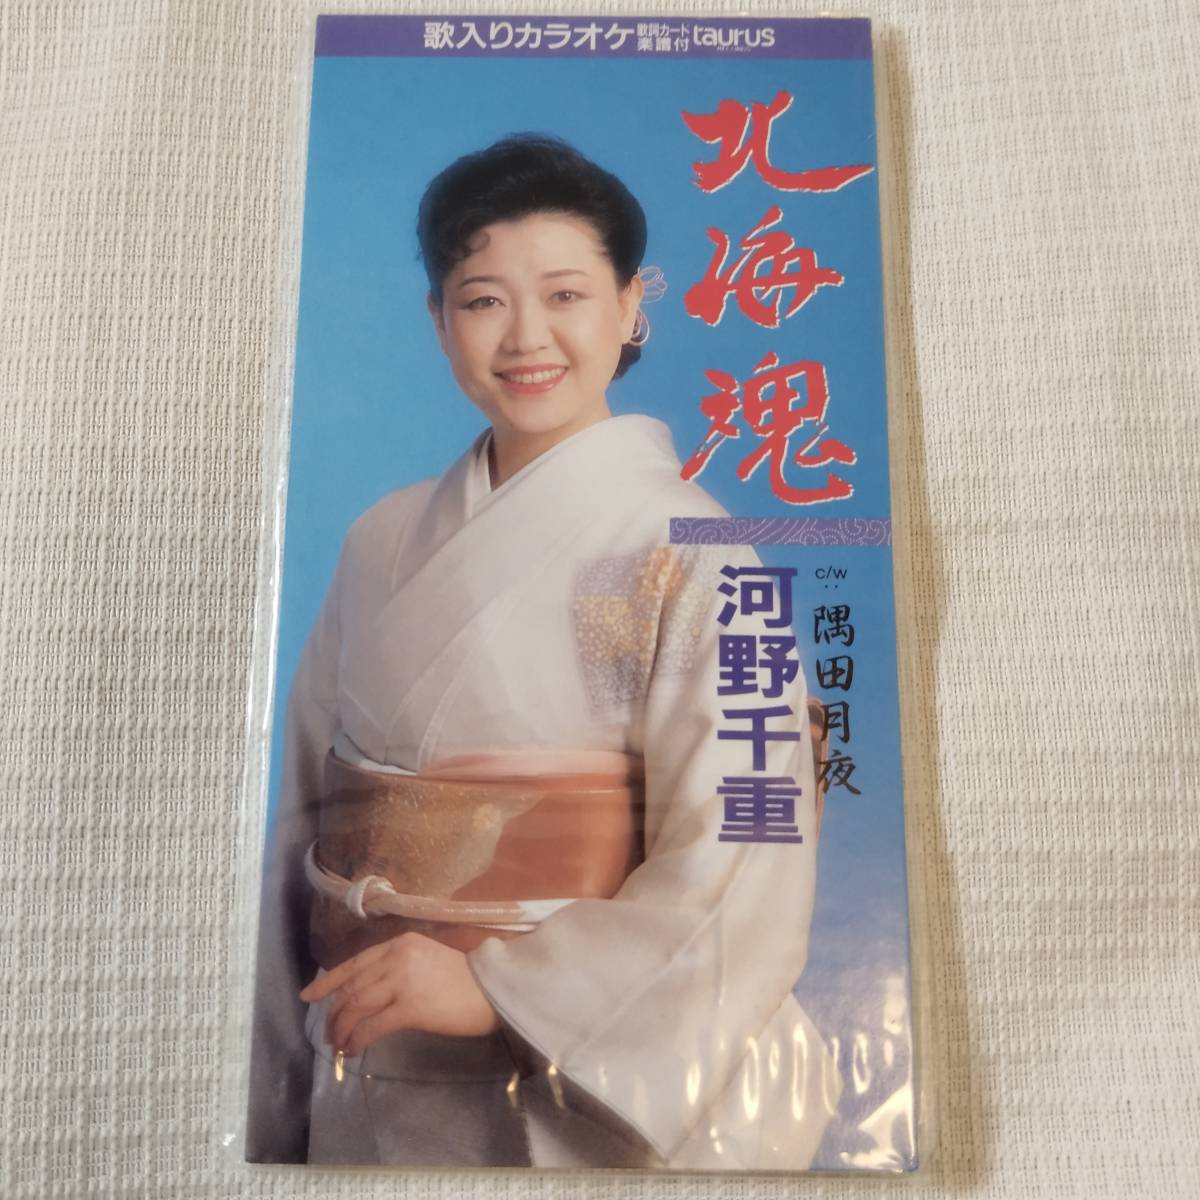 歌入りカラオケ 歌詞カード
楽譜付 taurus
北海魂
c/w
隅田月夜
河野千重